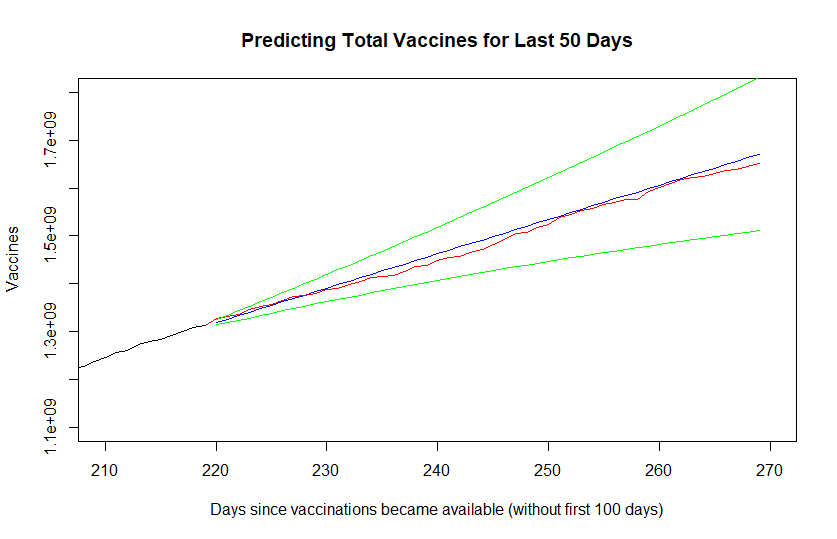 Predicting Total Vaccines for Last 50 Days
Vaccines
1.7e+09
1.5e+09
1.3e+09
1.1e+09
210 220 230 240 250 260 270
Days since vaccinations became available (without first 100 days)